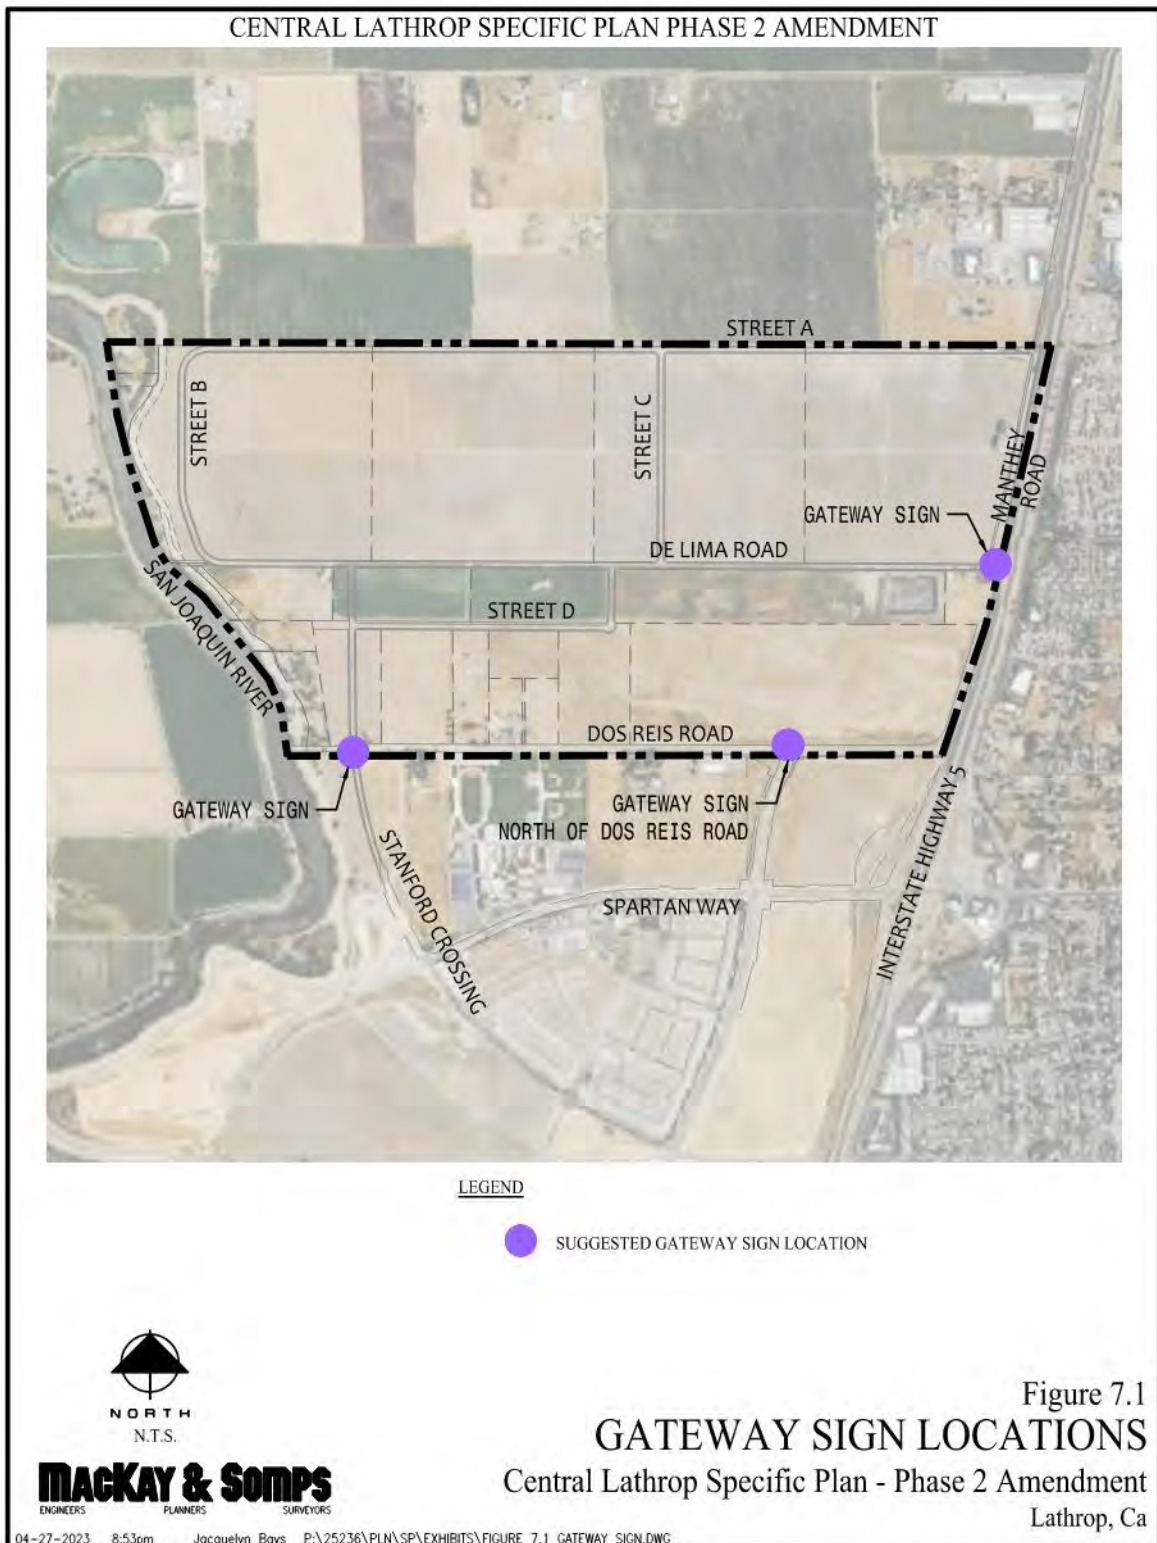 CENTRAL LATHROP SPECIFIC PLAN PHASE 2 AMENDMENT
STREET A
STREET B
STREET C
MANTHEY
ROAD
GATEWAY SIGN
DE LIMA ROAD
STREET D
SAN JOAQUIN RIVER
DOS REIS ROAD
GATEWAY SIGN
GATEWAY SIGN
NORTH OF DOS REIS ROAD
STANFORD CROSSING
SPARTAN WAY
INTERSTATE HIGHWAY 5
LEGEND
SUGGESTED GATEWAY SIGN LOCATION
NORTH
N.T.S.
MACKAY & SOMPS
ENGINEERS PLANNERS SURVEYORS
Figure 7.1
GATEWAY SIGN LOCATIONS
Central Lathrop Specific Plan - Phase 2 Amendment
Lathrop, Ca
04-27-2023 8:53pm Jacquelyn Bays P:\25236\PLN\SP\EXHIBITS\FIGURE 7.1 GATEWAY SIGN.DWG